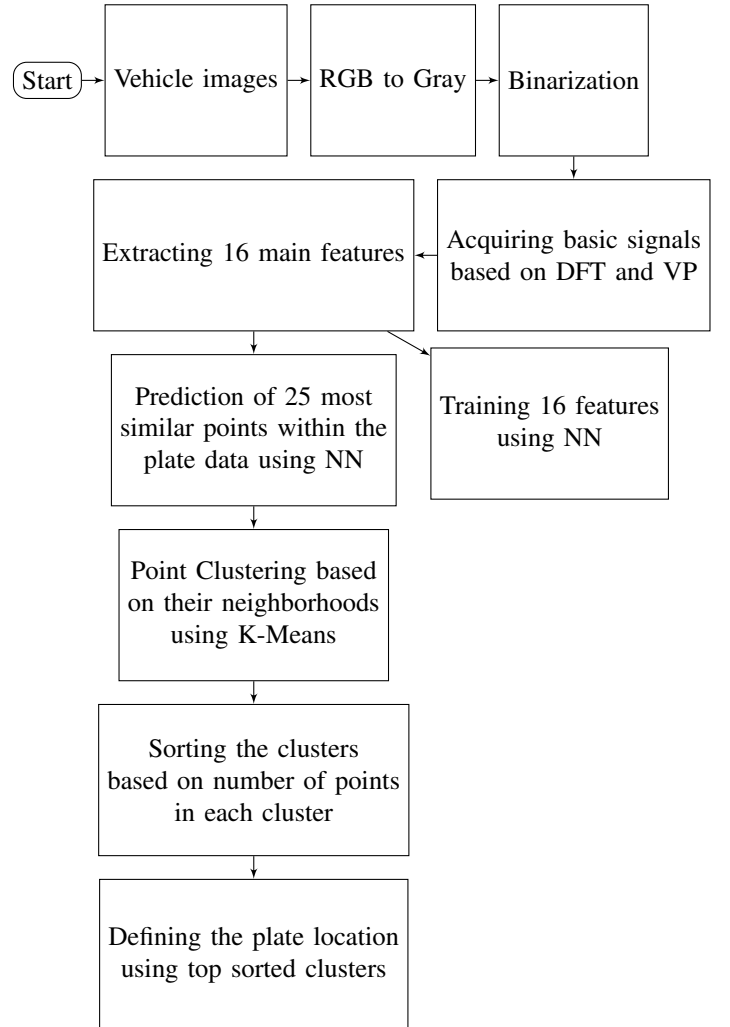 Start
Vehicle images
RGB to Gray
Binarization
Extracting 16 main features
Acquiring basic signals
based on DFT and VP
Prediction of 25 most
similar points within the
plate data using NN
Training 16 features
using NN
Point Clustering based
on their neighborhoods
using K-Means
Sorting the clusters
based on number of points
in each cluster
Defining the plate location
using top sorted clusters